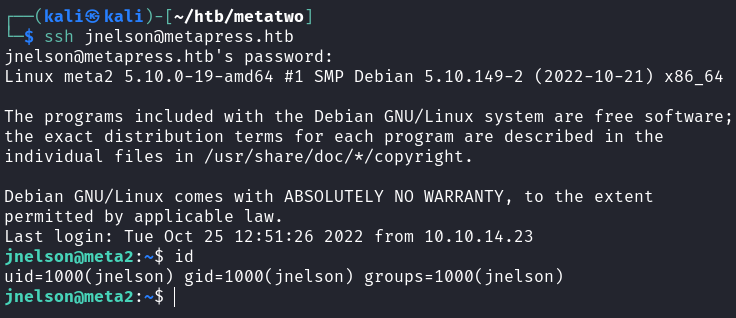 ┌──(kali㉿kali)-[~/htb/metatwo]
└─$ ssh jnelson@metapress.htb
jnelson@metapress.htb's password:
Linux meta2 5.10.0-19-amd64 #1 SMP Debian 5.10.149-2 (2022-10-21) x86_64
The programs included with the Debian GNU/Linux system are free software;
the exact distribution terms for each program are described in the
individual files in /usr/share/doc/*/copyright.
Debian GNU/Linux comes with ABSOLUTELY NO WARRANTY, to the extent
permitted by applicable law.
Last login: Tue Oct 25 12:51:26 2022 from 10.10.14.23
jnelson@meta2:~$ id
uid=1000(jnelson) gid=1000(jnelson) groups=1000(jnelson)
jnelson@meta2:~$